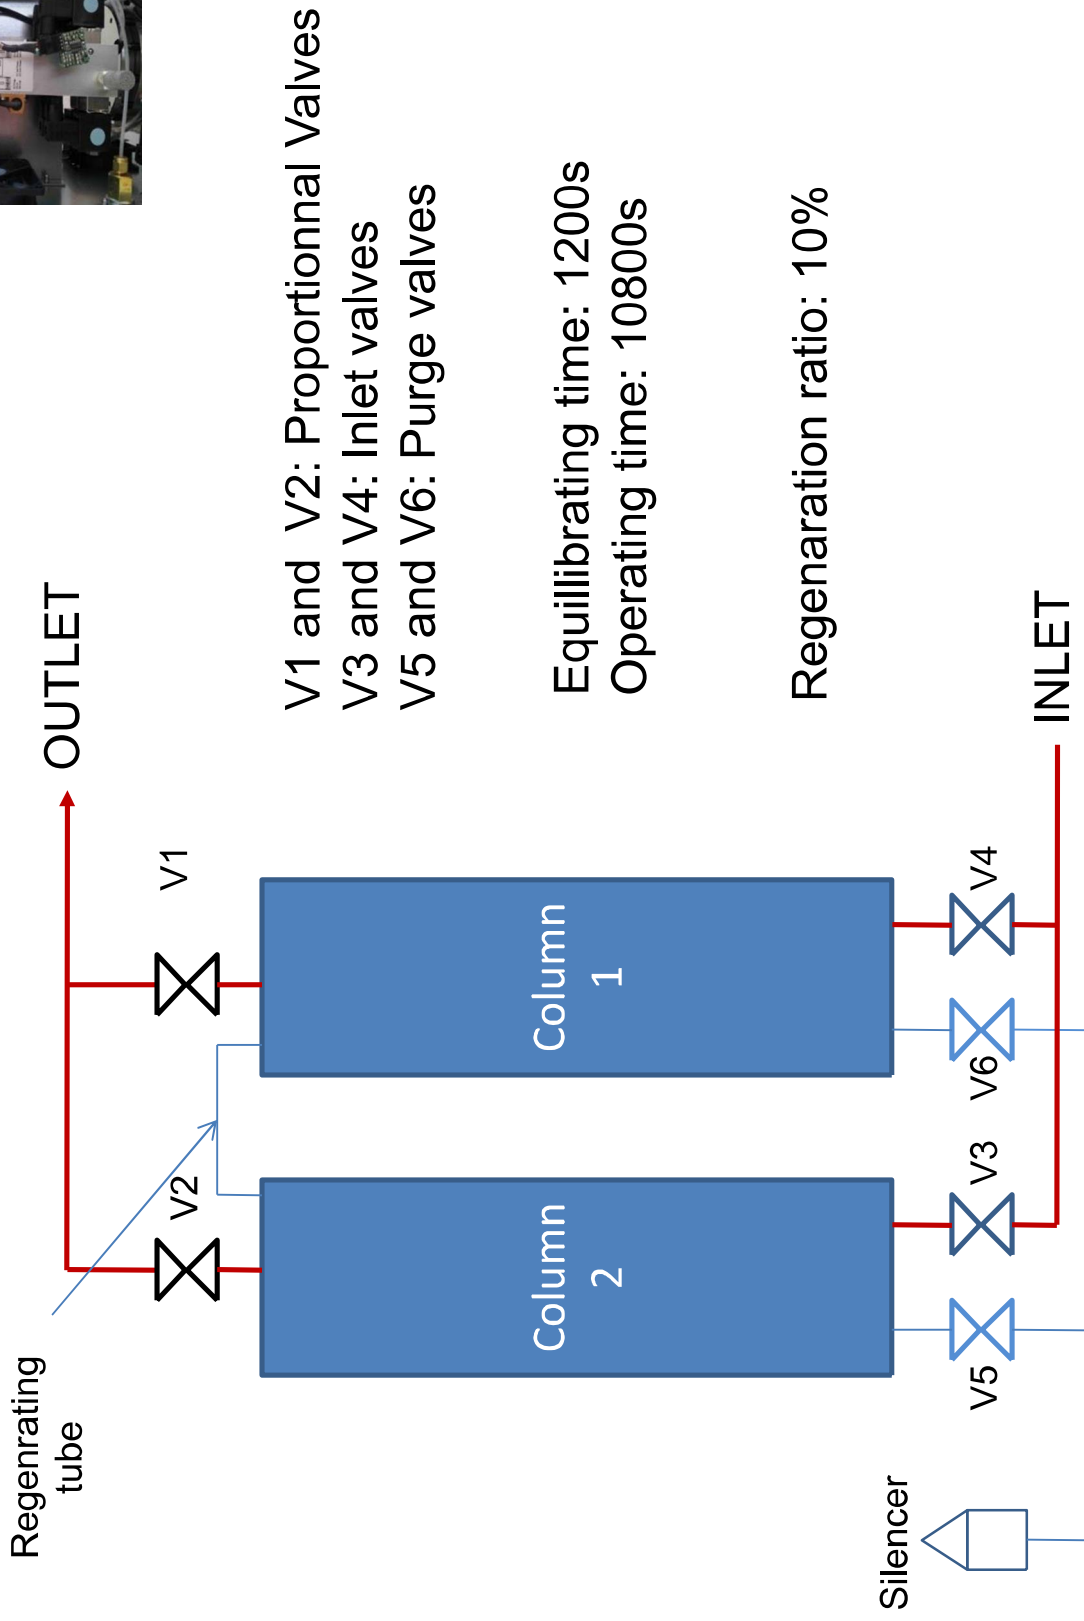 Regenrating
tube
OUTLET
V2
V1
V1 and  V2: Proportionnal Valves
V3 and V4: Inlet valves
V5 and V6: Purge valves
Column
2
Column
1
Equillibrating time: 1200s
Operating time: 10800s
Regenaration ratio: 10%
Silencer
V5
V3
V6
V4
INLET